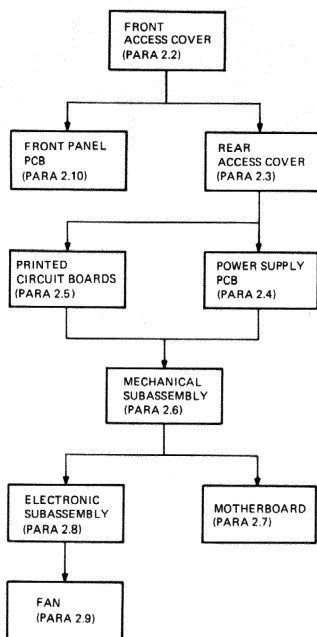 FRONT
ACCESS COVER
(PARA 2.2)
FRONT PANEL
PCB
(PARA 2.10)
REAR
ACCESS COVER
(PARA 2.3)
PRINTED
CIRCUIT BOARDS
(PARA 2.5)
POWER SUPPLY
PCB
(PARA 2.4)
MECHANICAL
SUBASSEMBLY
(PARA 2.6)
ELECTRONIC
SUBASSEMBLY
(PARA 2.8)
MOTHERBOARD
(PARA 2.7)
FAN
(PARA 2.9)